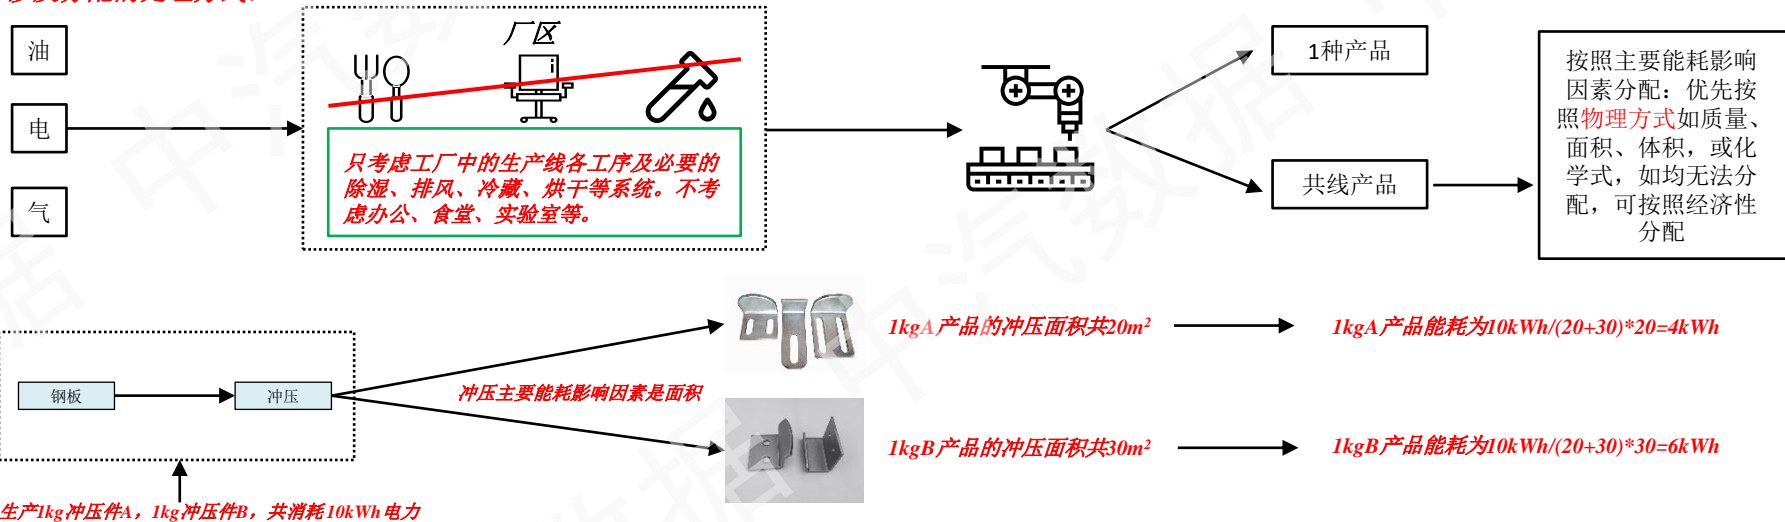 油
电
气
厂区
只考虑工厂中的生产线各工序及必要的
除湿、排风、冷藏、烘干等系统。不考
虑办公、食堂、实验室等。
1种产品
共线产品
按照主要能耗影响
因素分配：优先按
照物理方式如质量、
面积、体积，或化
学式，如均无法分
配，可按照经济性
分配
钢板
冲压
冲压主要能耗影响因素是面积
1kgA产品的冲压面积共20m²
1kgA产品能耗为10kWh/(20+30)*20=4kWh
1kgB产品的冲压面积共30m²
1kgB产品能耗为10kWh/(20+30)*30=6kWh
生产1kg冲压件A，1kg冲压件B，共消耗10kWh电力
中汽数据